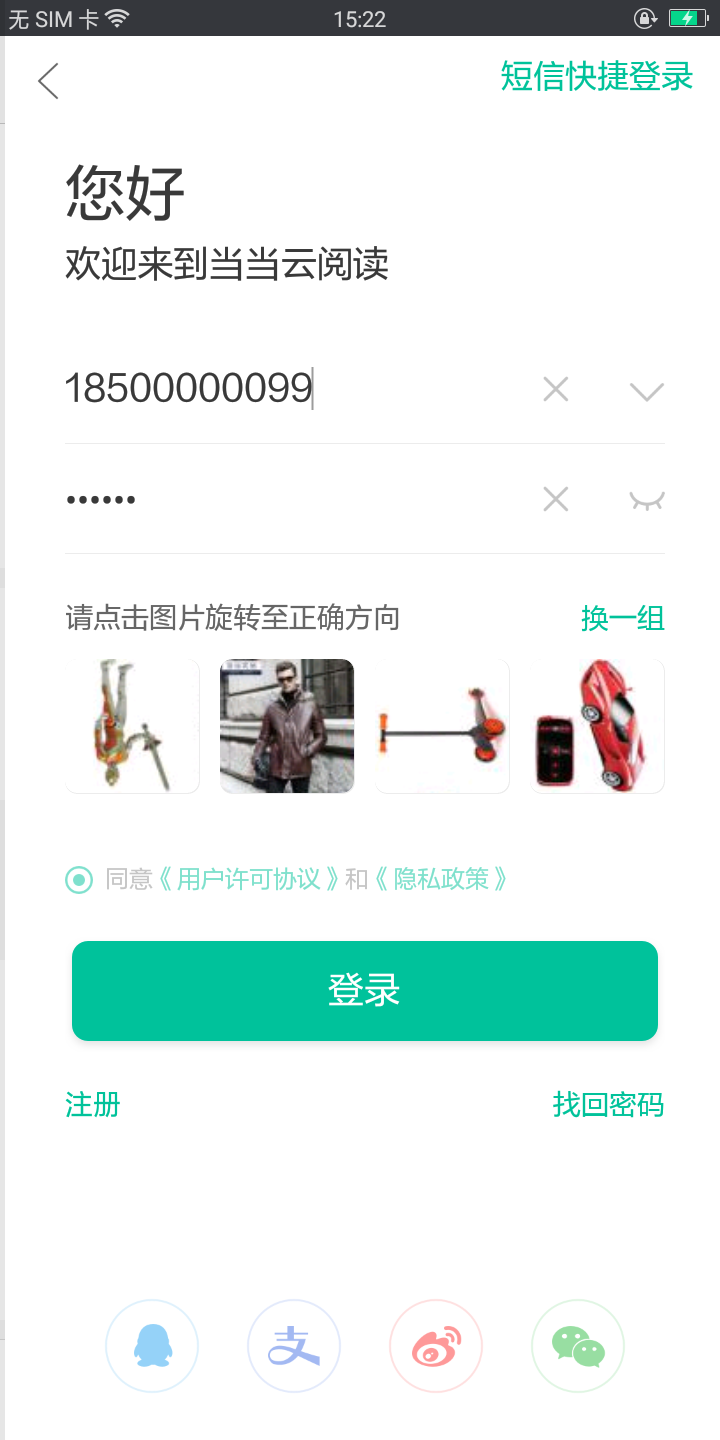 无 SIM 卡
15:22
短信快捷登录
您好
欢迎来到当当云阅读
18500000099
••••••
请点击图片旋转至正确方向
换一组
同意《用户许可协议》和《隐私政策》
登录
注册
找回密码
支